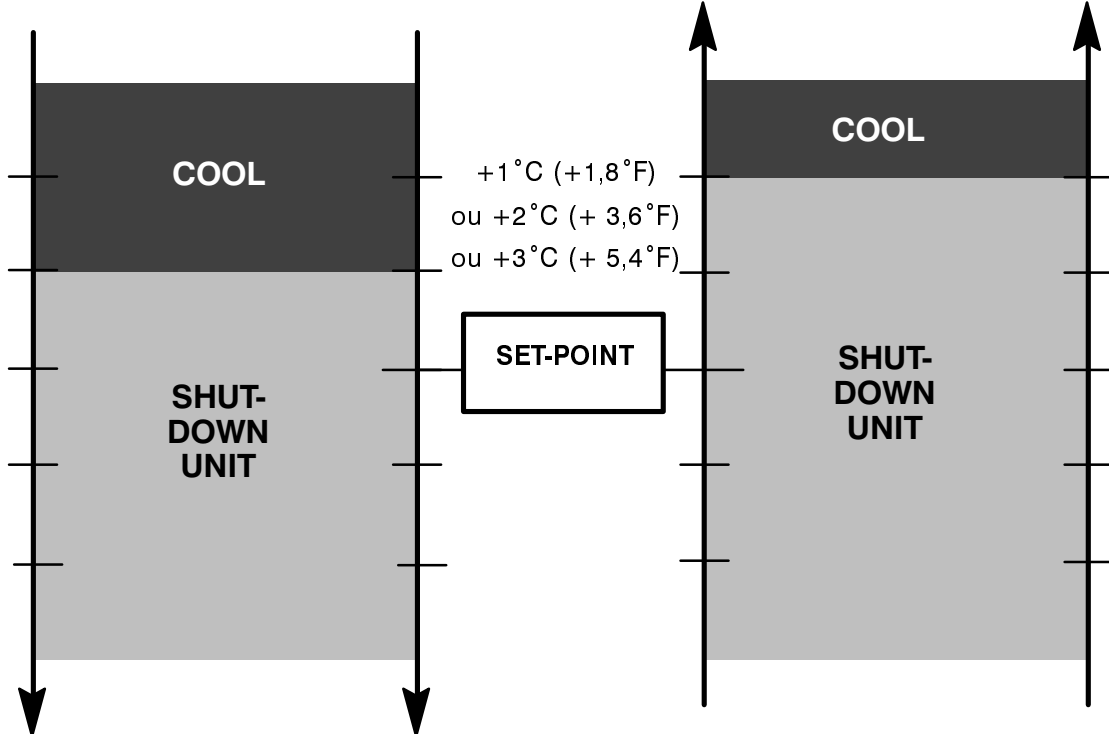 COOL
SHUT-
DOWN
UNIT
+1°C (+1,8°F)
ou +2°C (+ 3,6°F)
ou +3°C (+ 5,4°F)
SET-POINT
COOL
SHUT-
DOWN
UNIT